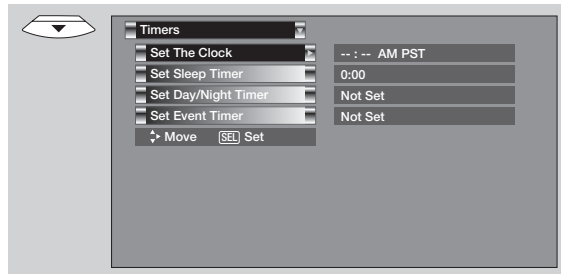 Timers
Set The Clock -- : -- AM PST
Set Sleep Timer 0:00
Set Day/Night Timer Not Set
Set Event Timer Not Set
Move SEL Set